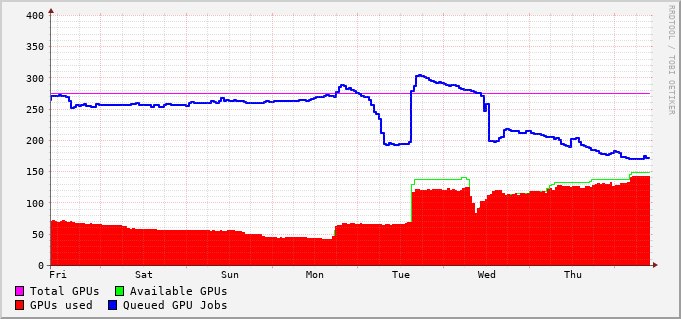 400
350
300
250
200
150
100
50
0
Fri Sat Sun Mon Tue Wed Thu
Total GPUs Available GPUs
GPUs used Queued GPU Jobs
RRDTOOL / TOBI OETIKER